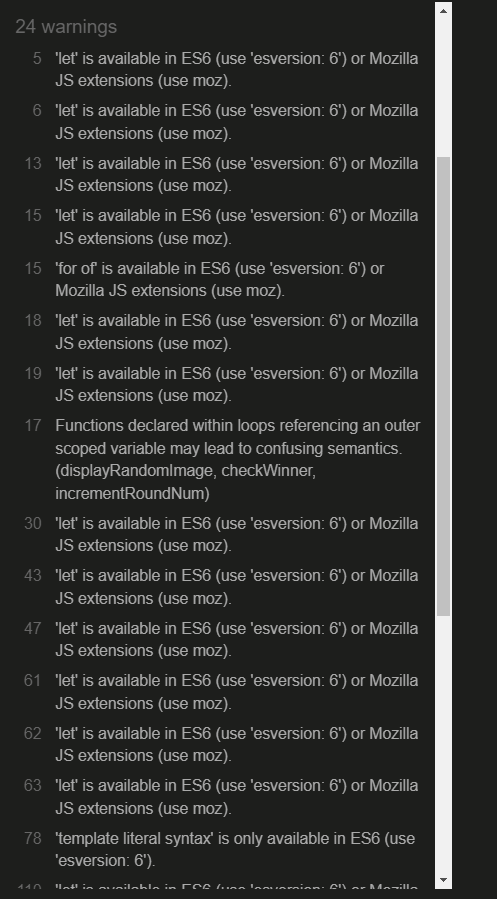 24 warnings
5 'let' is available in ES6 (use 'esversion: 6') or Mozilla
JS extensions (use moz).
6 'let' is available in ES6 (use 'esversion: 6') or Mozilla
JS extensions (use moz).
13 'let' is available in ES6 (use 'esversion: 6') or Mozilla
JS extensions (use moz).
15 'let' is available in ES6 (use 'esversion: 6') or Mozilla
JS extensions (use moz).
15 'for of' is available in ES6 (use 'esversion: 6') or
Mozilla JS extensions (use moz).
18 'let' is available in ES6 (use 'esversion: 6') or Mozilla
JS extensions (use moz).
19 'let' is available in ES6 (use 'esversion: 6') or Mozilla
JS extensions (use moz).
17 Functions declared within loops referencing an outer
scoped variable may lead to confusing semantics.
(displayRandomImage, checkWinner,
incrementRoundNum)
30 'let' is available in ES6 (use 'esversion: 6') or Mozilla
JS extensions (use moz).
43 'let' is available in ES6 (use 'esversion: 6') or Mozilla
JS extensions (use moz).
47 'let' is available in ES6 (use 'esversion: 6') or Mozilla
JS extensions (use moz).
61 'let' is available in ES6 (use 'esversion: 6') or Mozilla
JS extensions (use moz).
62 'let' is available in ES6 (use 'esversion: 6') or Mozilla
JS extensions (use moz).
63 'let' is available in ES6 (use 'esversion: 6') or Mozilla
JS extensions (use moz).
78 'template literal syntax' is only available in ES6 (use
'esversion: 6').
'let' is available in ES6 (use 'esversion: 6') or Mozilla